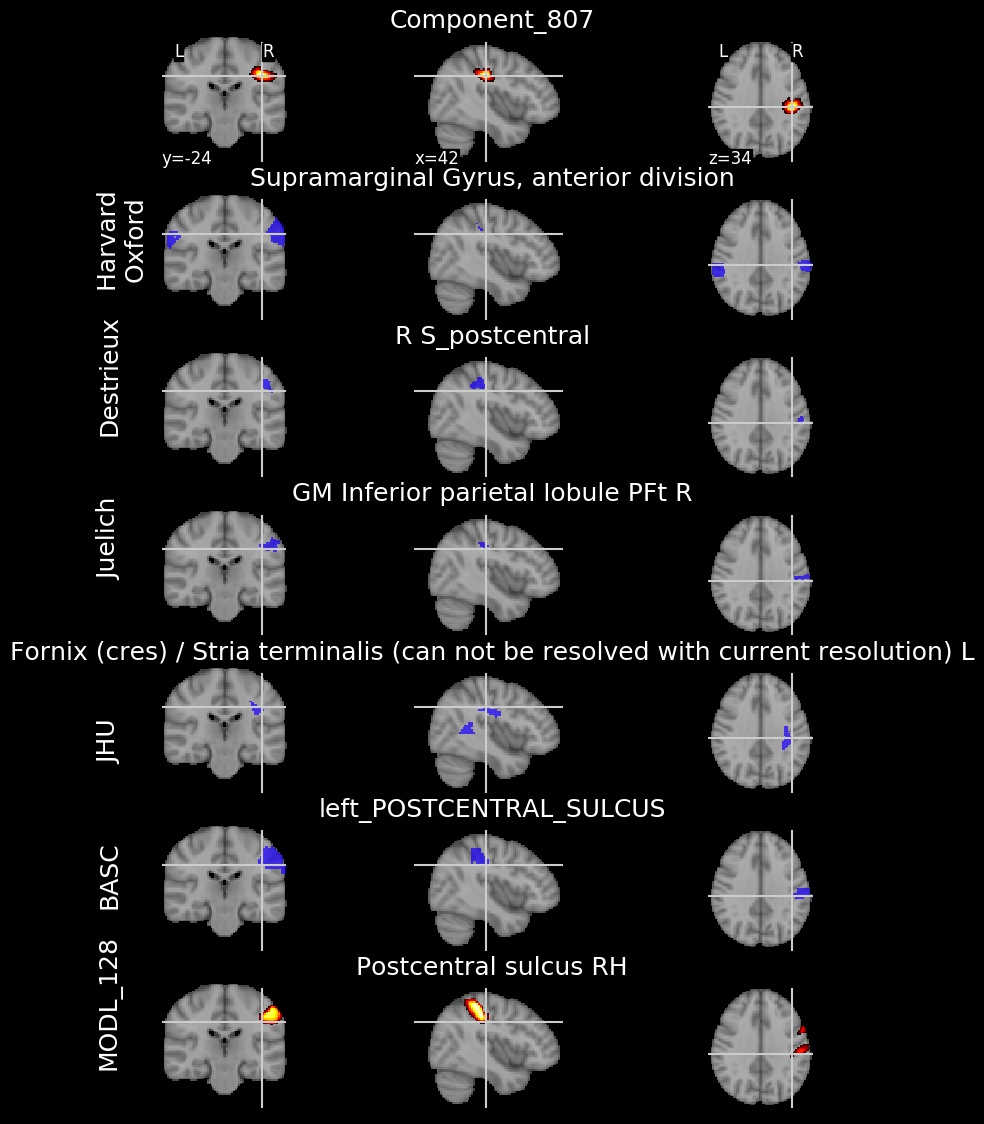 Component_807
L R L R
y=-24 x=42 z=34
Supramarginal Gyrus, anterior division
Harvard
Oxford
R S_postcentral
Destrieux
GM Inferior parietal lobule PFt R
Juelich
Fornix (cres) / Stria terminalis (can not be resolved with current resolution) L
JHU
left_POSTCENTRAL_SULCUS
BASC
Postcentral sulcus RH
MODL_128